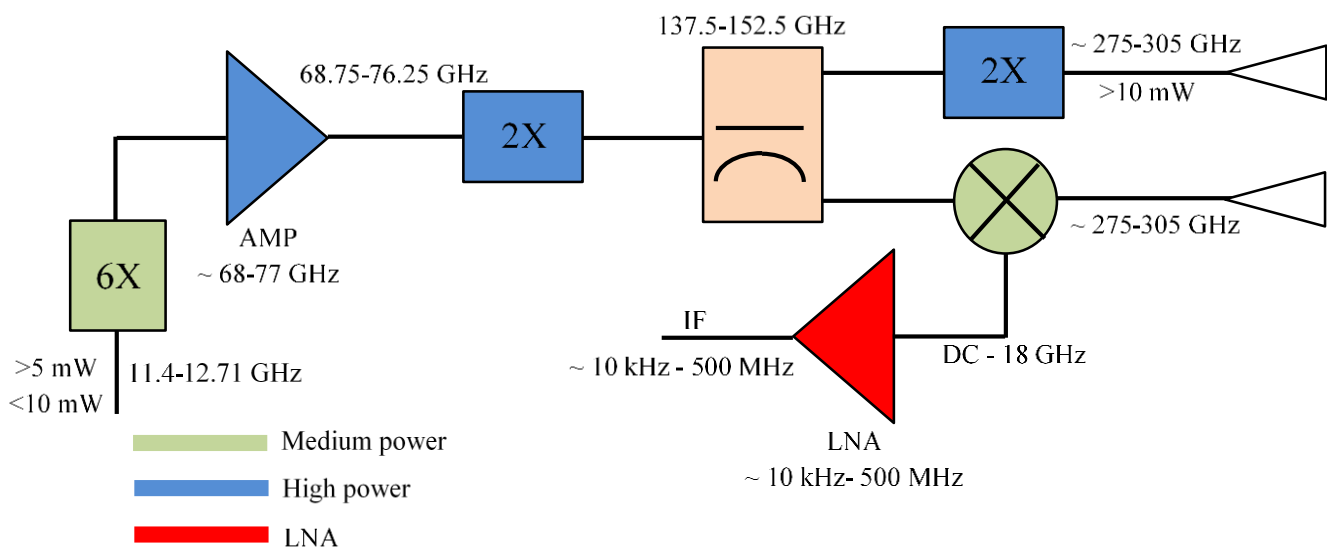 137.5-152.5 GHz
~ 275-305 GHz
68.75-76.25 GHz
2X
>10 mW
2X
AMP
~ 68-77 GHz
~ 275-305 GHz
6X
IF
DC - 18 GHz
~ 10 kHz - 500 MHz
>5 mW
11.4-12.71 GHz
<10 mW
LNA
~ 10 kHz- 500 MHz
Medium power
High power
LNA